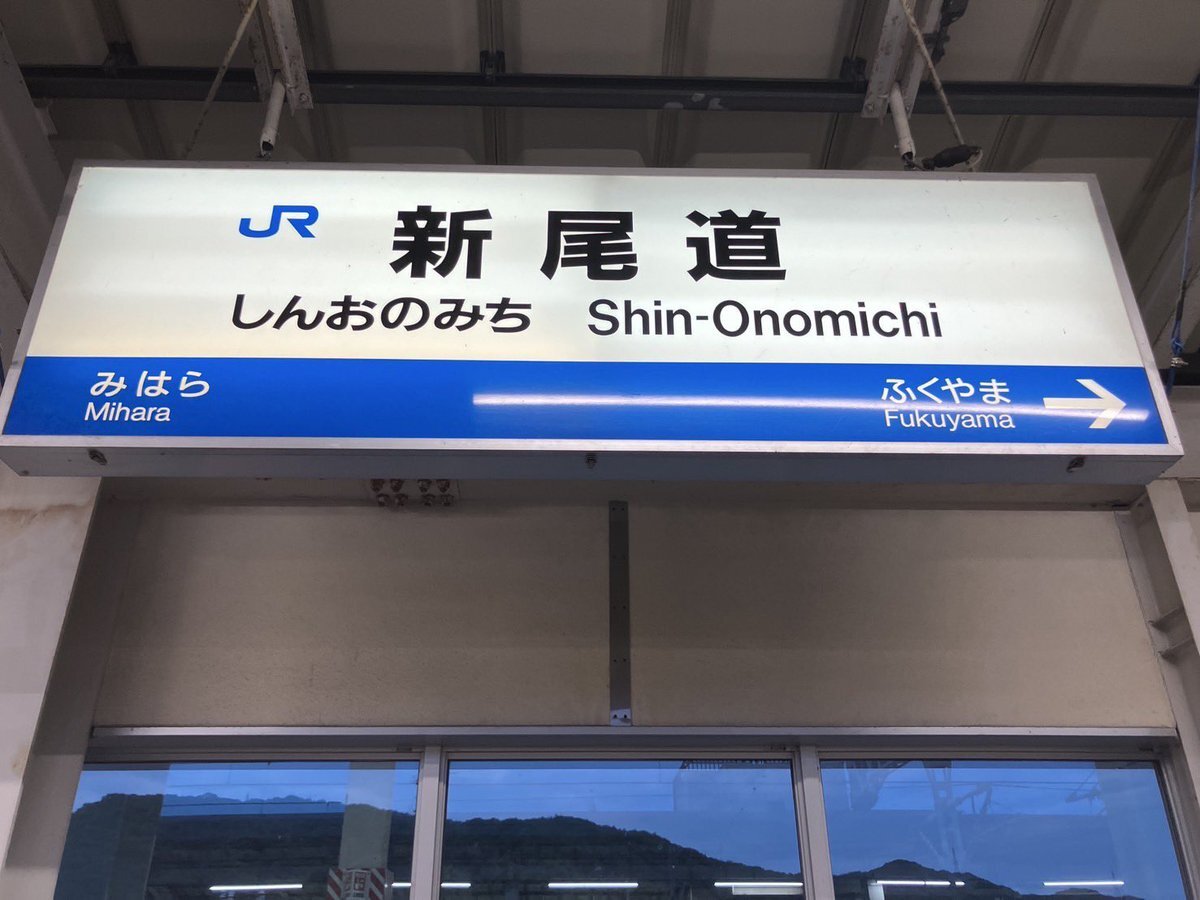 JR 新尾道
しんおのみち Shin-Onomichi
みはら ふくやま →
Mihara Fukuyama